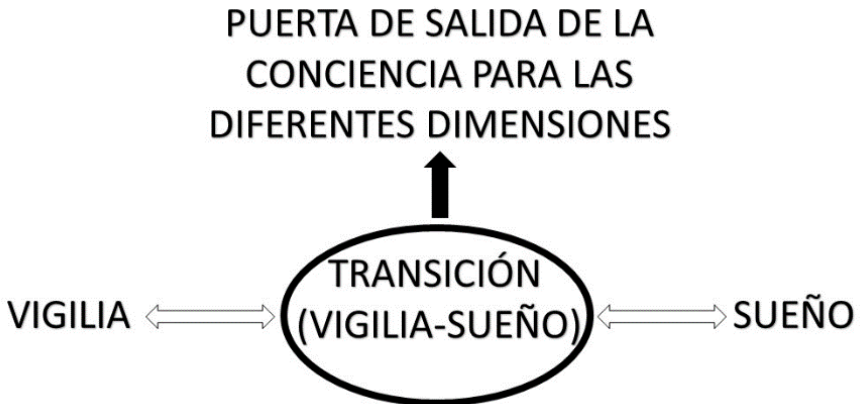 PUERTA DE SALIDA DE LA
CONCIENCIA PARA LAS
DIFERENTES DIMENSIONES
TRANSICIÓN
(VIGILIA-SUEÑO)
VIGILIA
SUEÑO